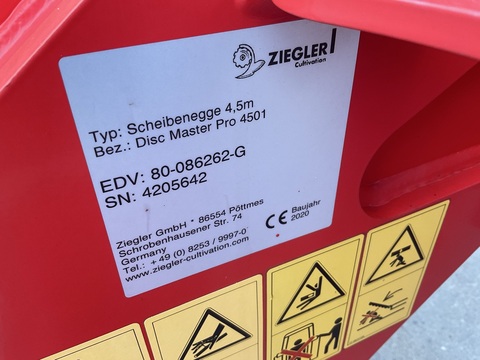 ZIEGLER
Cultivation
Typ: Scheibenegge 4,5m
Bez.: Disc Master Pro 4501
EDV: 80-086262-G
SN: 4205642
Ziegler GmbH * 86554 Pöttmes
Schrobenhausener Str. 74
Germany
Tel.: + 49 (0) 8253 / 9997-0
www.ziegler-cultivation.com
CE Baujahr
2020